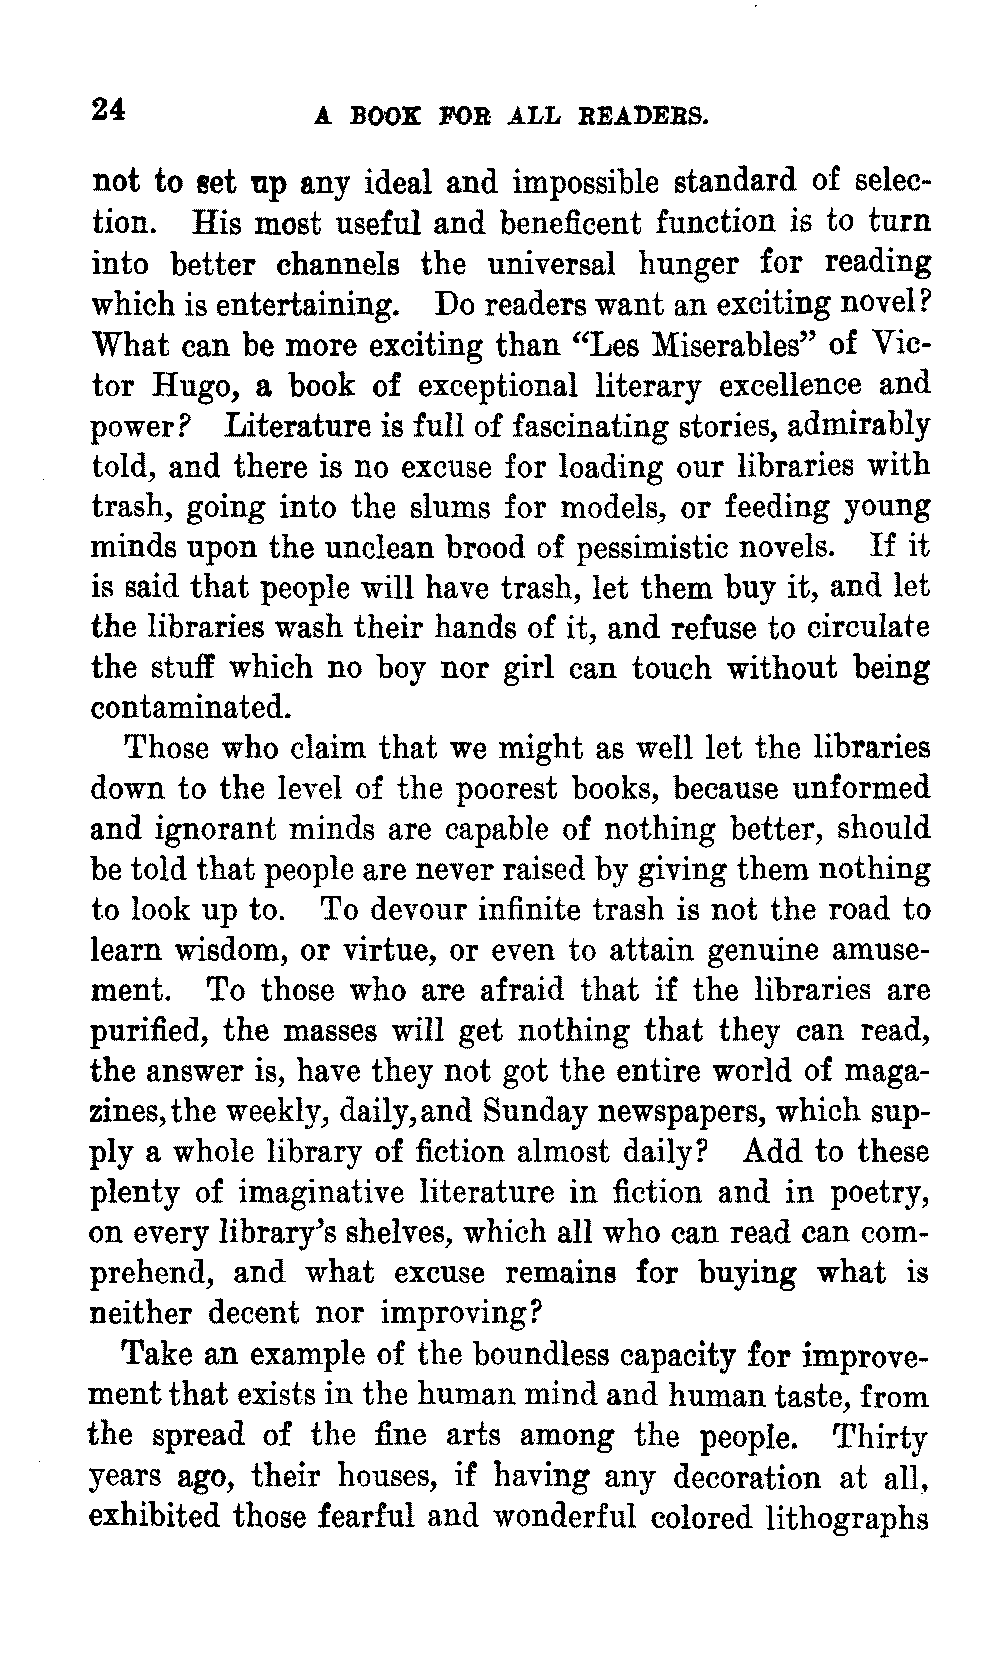 24 A BOOK FOR ALL READERS.
not to set up any ideal and impossible standard of selec-
tion. His most useful and beneficent function is to turn
into better channels the universal hunger for reading
which is entertaining. Do readers want an exciting novel?
What can be more exciting than “Les Miserables” of Vic-
tor Hugo, a book of exceptional literary excellence and
power? Literature is full of fascinating stories, admirably
told, and there is no excuse for loading our libraries with
trash, going into the slums for models, or feeding young
minds upon the unclean brood of pessimistic novels. If it
is said that people will have trash, let them buy it, and let
the libraries wash their hands of it, and refuse to circulate
the stuff which no boy nor girl can touch without being
contaminated.
Those who claim that we might as well let the libraries
down to the level of the poorest books, because unformed
and ignorant minds are capable of nothing better, should
be told that people are never raised by giving them nothing
to look up to. To devour infinite trash is not the road to
learn wisdom, or virtue, or even to attain genuine amuse-
ment. To those who are afraid that if the libraries are
purified, the masses will get nothing that they can read,
the answer is, have they not got the entire world of maga-
zines, the weekly, daily, and Sunday newspapers, which sup-
ply a whole library of fiction almost daily? Add to these
plenty of imaginative literature in fiction and in poetry,
on every library’s shelves, which all who can read can com-
prehend, and what excuse remains for buying what is
neither decent nor improving?
Take an example of the boundless capacity for improve-
ment that exists in the human mind and human taste, from
the spread of the fine arts among the people. Thirty
years ago, their houses, if having any decoration at all,
exhibited those fearful and wonderful colored lithographs